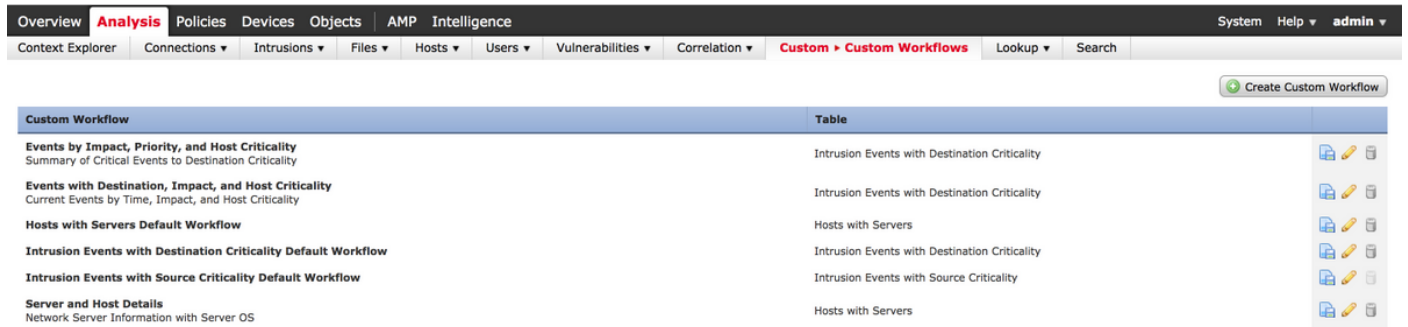 Overview Analysis Policies Devices Objects AMP Intelligence System Help ▾ admin ▾
Context Explorer Connections ▾ Intrusions ▾ Files ▾ Hosts ▾ Users ▾ Vulnerabilities ▾ Correlation ▾ Custom ▸ Custom Workflows Lookup ▾ Search
Create Custom Workflow
Custom Workflow Table
Events by Impact, Priority, and Host Criticality
Summary of Critical Events to Destination Criticality Intrusion Events with Destination Criticality
Events with Destination, Impact, and Host Criticality
Current Events by Time, Impact, and Host Criticality Intrusion Events with Destination Criticality
Hosts with Servers Default Workflow Hosts with Servers
Intrusion Events with Destination Criticality Default Workflow Intrusion Events with Destination Criticality
Intrusion Events with Source Criticality Default Workflow Intrusion Events with Source Criticality
Server and Host Details
Network Server Information with Server OS Hosts with Servers